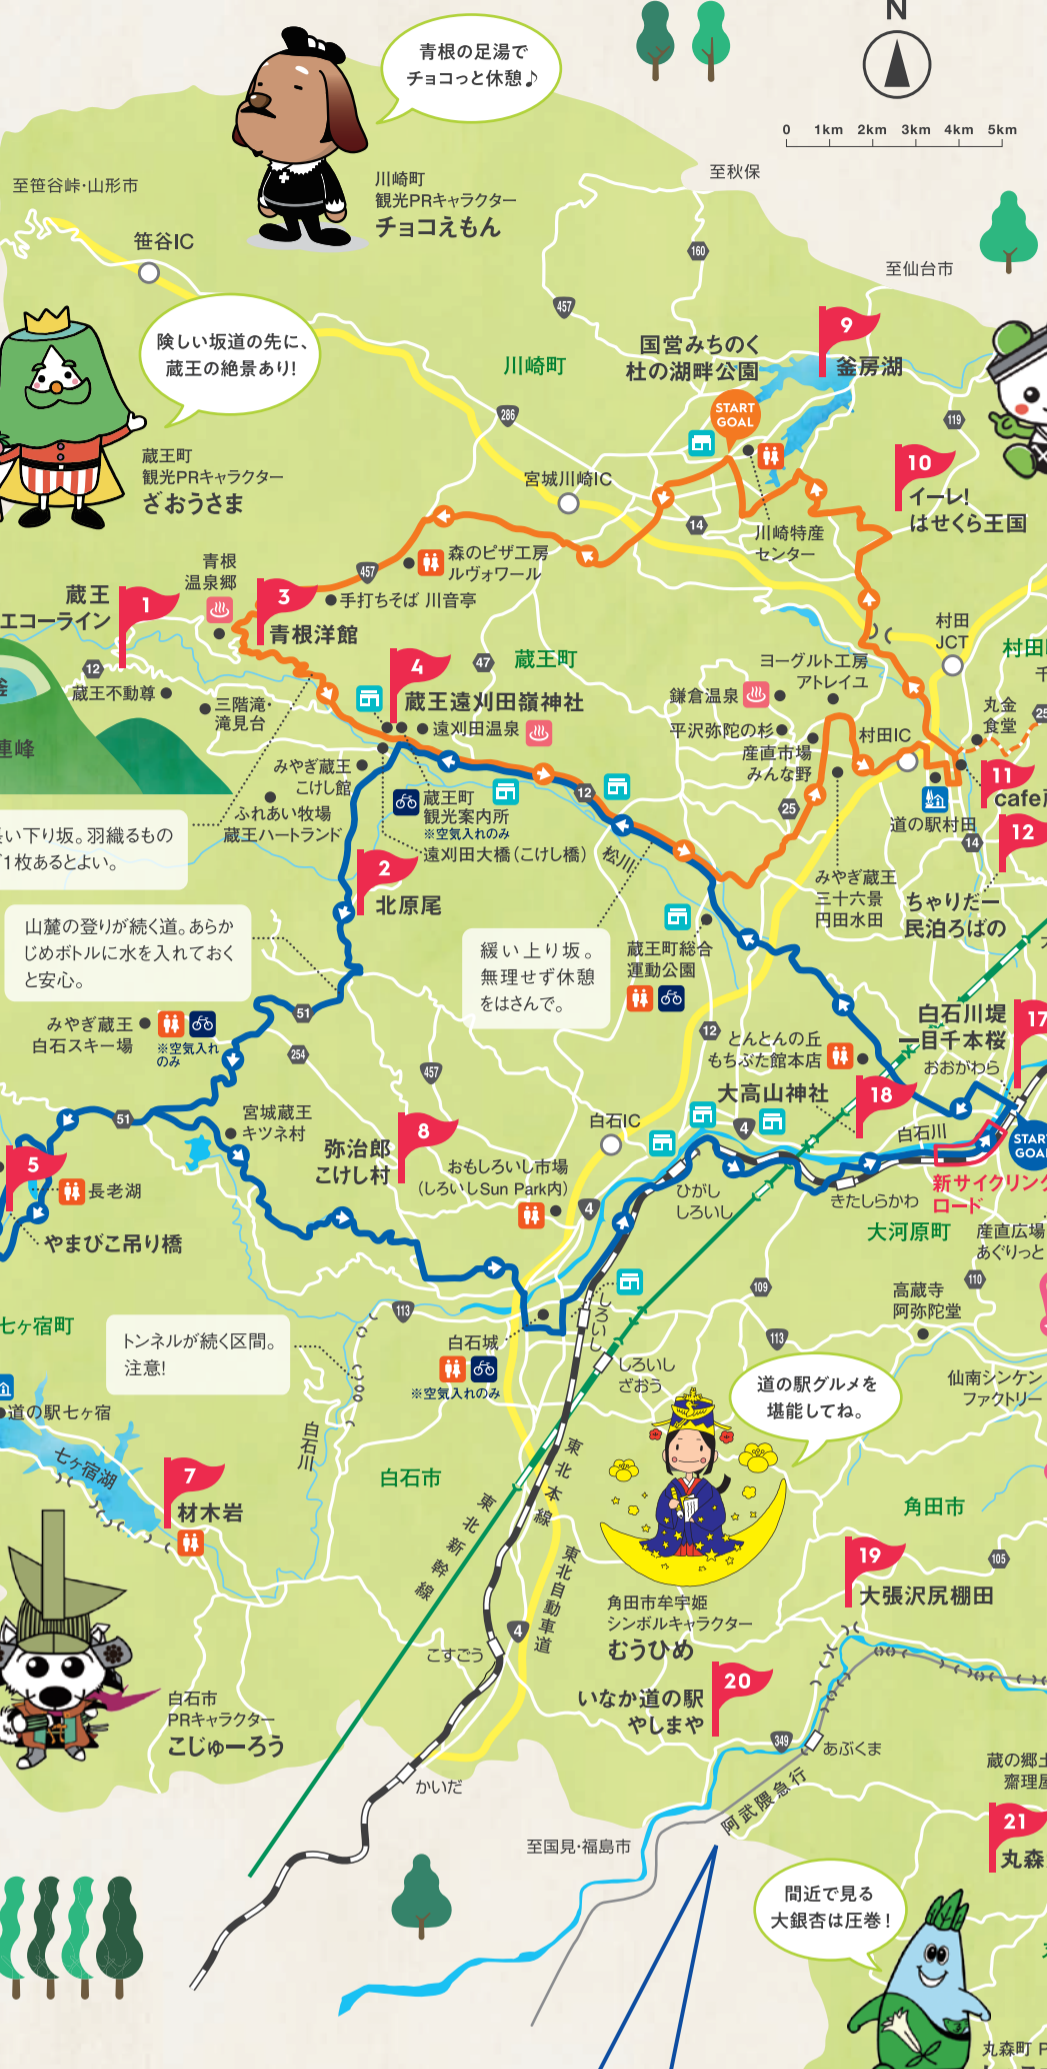 青根の足湯で
チョコっと休憩♪
N
0 1km 2km 3km 4km 5km
至笹谷峠・山形市
川崎町
観光PRキャラクター
チョコえもん
至秋保
笹谷IC
160
至仙台市
険しい坂道の先に、
蔵王の絶景あり!
457
国営みちのく
杜の湖畔公園
9
釜房湖
川崎町
START
GOAL
286
119
蔵王町
観光PRキャラクター
ざおうさま
宮城川崎IC
10
イーレ!
はせくら王国
14
川崎特産
センター
青根
温泉郷
457
森のピザ工房
ルヴォワール
蔵王
エコーライン
1
3
青根洋館
手打ちそば 川音亭
村田
JCT
12
蔵王不動尊
4
47
蔵王町
ヨーグルト工房
アトレイユ
三階滝・
滝見台
蔵王遠刈田嶺神社
鎌倉温泉
丸金
食堂
25
遠刈田温泉
平沢弥陀の杉
村田IC
連峰
みやぎ蔵王
こけし館
産直市場
みんな野
11
ふれあい牧場
蔵王ハートランド
蔵王町
観光案内所
※空気入れのみ
12
25
道の駅村田
遠刈田大橋(こけし橋)
松川
14
12
い下り坂。羽織るもの
1枚あるとよい。
2
北原尾
みやぎ蔵王
三十六景
円田水田
ちゃりだー
民泊ろばの
山麓の登りが続く道。あらか
じめボトルに水を入れておく
と安心。
緩い上り坂。
無理せず休憩
をはさんで。
蔵王町総合
運動公園
51
みやぎ蔵王
白石スキー場
※空気入れ
のみ
254
457
12
とんとんの丘
もちぶた館本店
白石川堤
一目千本桜
17
おおがわら
大高山神社
18
51
宮城蔵王
キツネ村
弥治郎
こけし村
8
白石IC
4
白石川
START
GOAL
5
長老湖
おもしろいし市場
(しろいしSun Park内)
4
ひがし
しろいし
きたしらかわ
新サイクリング
ロード
やまびこ吊り橋
大河原町
産直広場
あぐりっと
113
しろいし
109
高蔵寺
阿弥陀堂
110
七ヶ宿町
トンネルが続く区間。
注意!
白石城
※空気入れのみ
しろいし
ざおう
113
道の駅グルメを
堪能してね。
仙南シンケン
ファクトリー
道の駅七ヶ宿
七ヶ宿湖
白石川
白石市
7
材木岩
東北新幹線
東北本線
東北自動車道
角田市
19
大張沢尻棚田
105
角田市牟宇姫
シンボルキャラクター
むうひめ
4
こすごう
20
いなか道の駅
やしまや
白石市
PRキャラクター
こじゅーろう
349
あぶくま
かいだ
阿武隈急行
至国見・福島市
21
丸森
間近で見る
大銀杏は圧巻!
丸森町